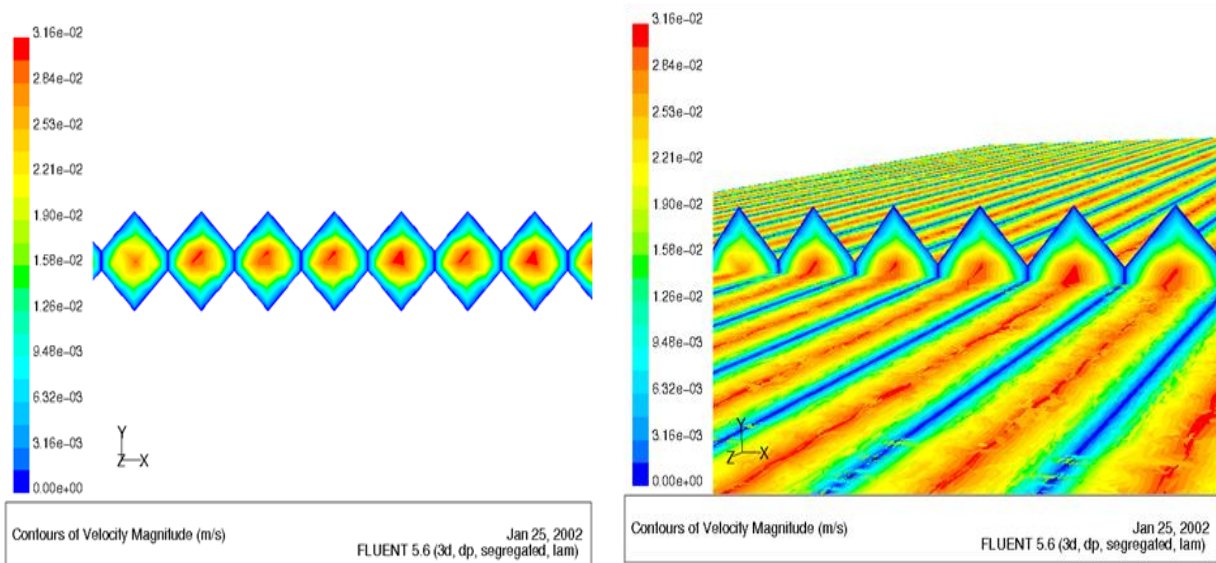 3.16e-02
2.84e-02
2.53e-02
2.21e-02
1.90e-02
1.58e-02
1.26e-02
9.48e-03
6.32e-03
3.16e-03
0.00e+00
Y
Z X
Contours of Velocity Magnitude (m/s)
Jan 25, 2002
FLUENT 5.6 (3d, dp, segregated, lam)
3.16e-02
2.84e-02
2.53e-02
2.21e-02
1.90e-02
1.58e-02
1.26e-02
9.48e-03
6.32e-03
3.16e-03
0.00e+00
Y
Z X
Contours of Velocity Magnitude (m/s)
Jan 25, 2002
FLUENT 5.6 (3d, dp, segregated, lam)